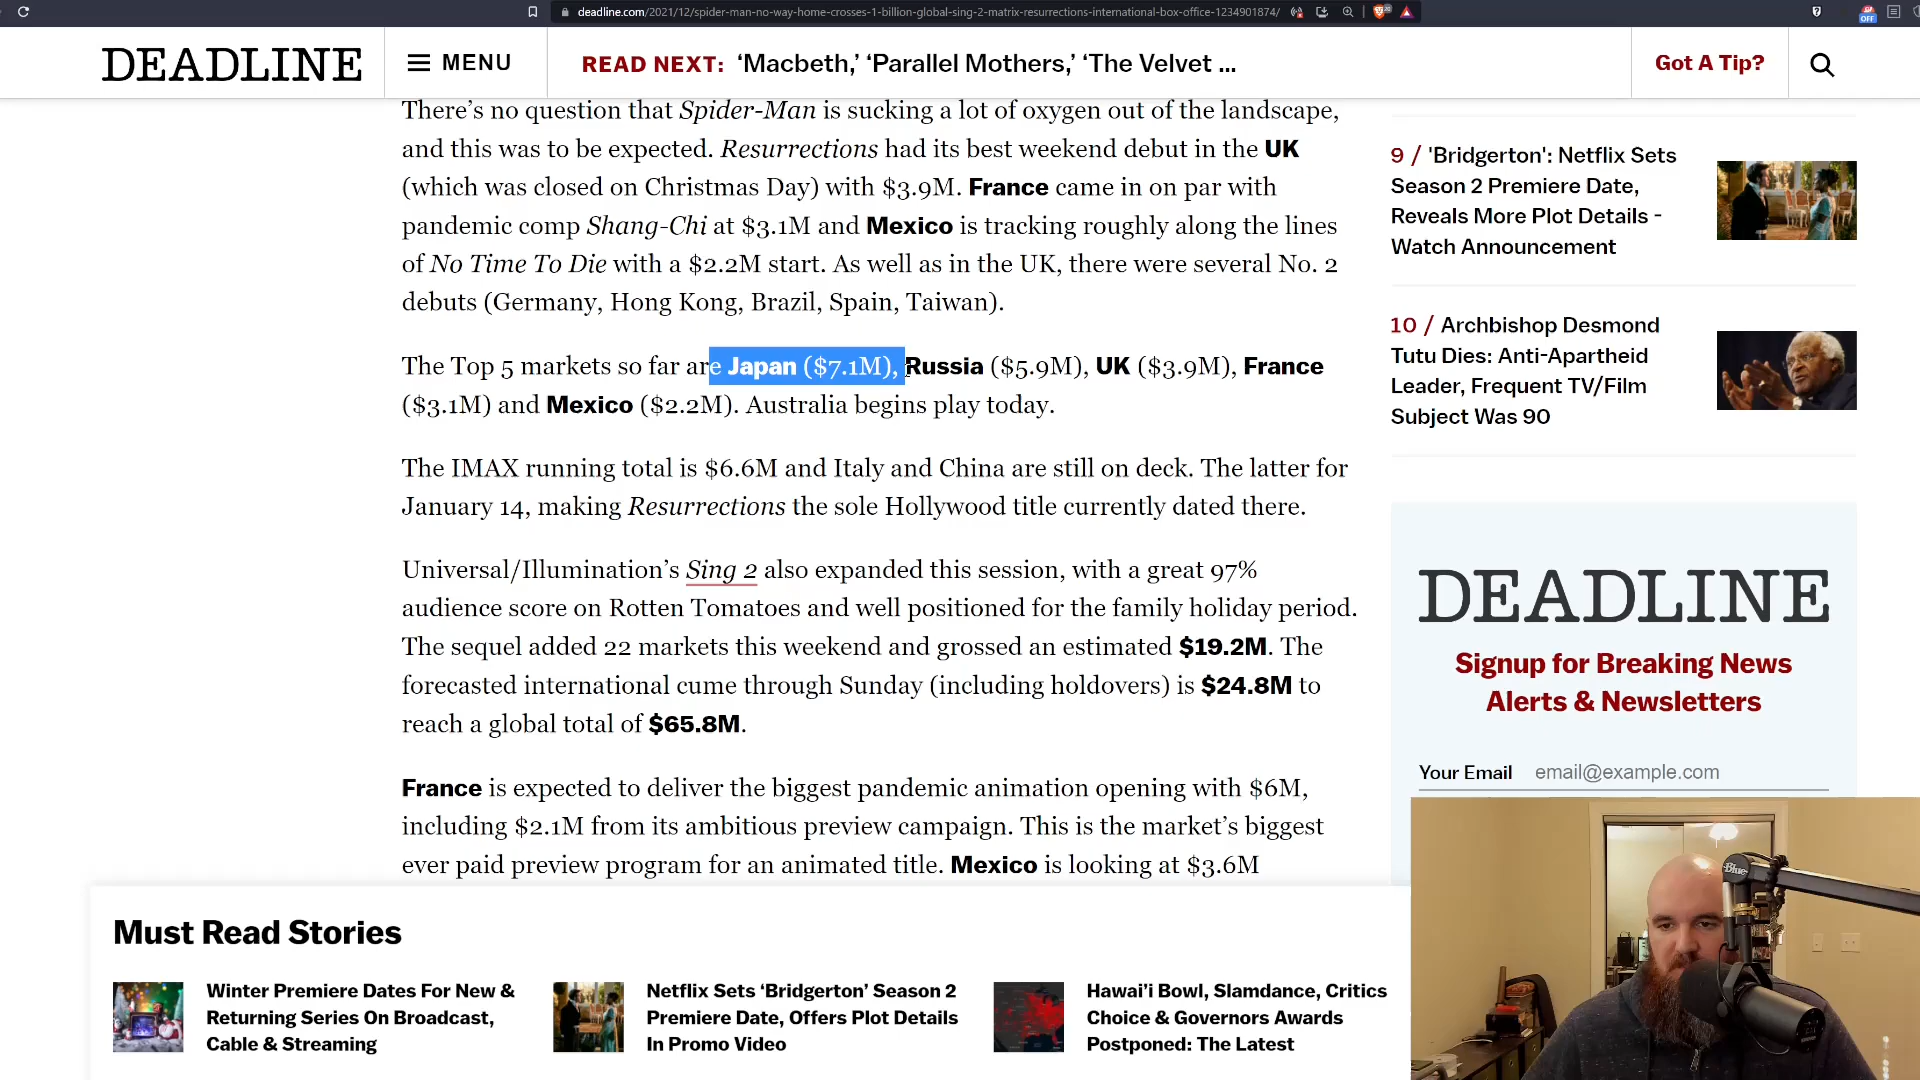 deadline.com/2021/12/spider-man-no-way-home-crosses-1-billion-global-sing-2-matrix-resurrections-international-box-office-1234901874/
OFF
DEADLINE
MENU
READ NEXT: ‘Macbeth,’ ‘Parallel Mothers,’ ‘The Velvet ...
Got A Tip?
There’s no question that Spider-Man is sucking a lot of oxygen out of the landscape,
and this was to be expected. Resurrections had its best weekend debut in the UK
(which was closed on Christmas Day) with $3.9M. France came in on par with
pandemic comp Shang-Chi at $3.1M and Mexico is tracking roughly along the lines
of No Time To Die with a $2.2M start. As well as in the UK, there were several No. 2
debuts (Germany, Hong Kong, Brazil, Spain, Taiwan).
The Top 5 markets so far are Japan ($7.1M), Russia ($5.9M), UK ($3.9M), France
($3.1M) and Mexico ($2.2M). Australia begins play today.
The IMAX running total is $6.6M and Italy and China are still on deck. The latter for
January 14, making Resurrections the sole Hollywood title currently dated there.
Universal/Illumination’s Sing 2 also expanded this session, with a great 97%
audience score on Rotten Tomatoes and well positioned for the family holiday period.
The sequel added 22 markets this weekend and grossed an estimated $19.2M. The
forecasted international cume through Sunday (including holdovers) is $24.8M to
reach a global total of $65.8M.
France is expected to deliver the biggest pandemic animation opening with $6M,
including $2.1M from its ambitious preview campaign. This is the market’s biggest
ever paid preview program for an animated title. Mexico is looking at $3.6M
9 / 'Bridgerton': Netflix Sets
Season 2 Premiere Date,
Reveals More Plot Details -
Watch Announcement
10 / Archbishop Desmond
Tutu Dies: Anti-Apartheid
Leader, Frequent TV/Film
Subject Was 90
DEADLINE
Signup for Breaking News
Alerts & Newsletters
Your Email email@example.com
Must Read Stories
Winter Premiere Dates For New &
Returning Series On Broadcast,
Cable & Streaming
Netflix Sets ‘Bridgerton’ Season 2
Premiere Date, Offers Plot Details
In Promo Video
Hawai’i Bowl, Slamdance, Critics
Choice & Governors Awards
Postponed: The Latest
Blue